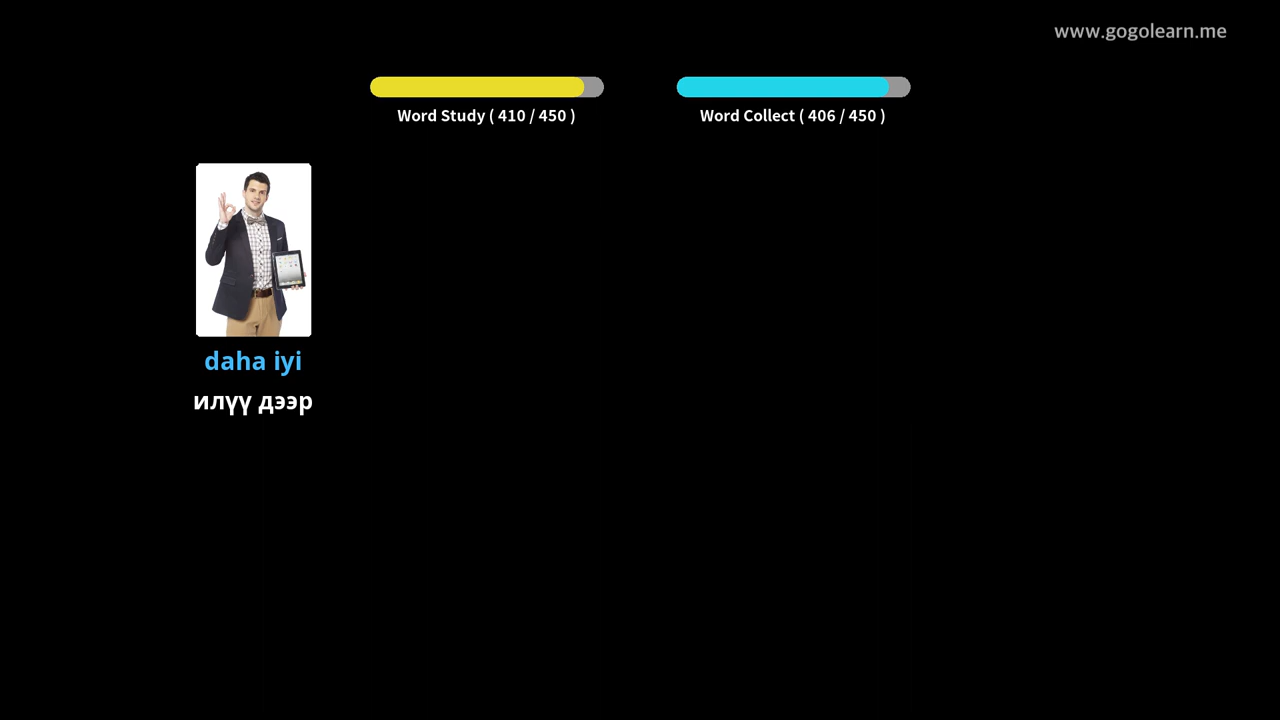 www.gogolearn.me
Word Study ( 410 / 450 )
Word Collect ( 406 / 450 )
daha iyi
илүү дээр